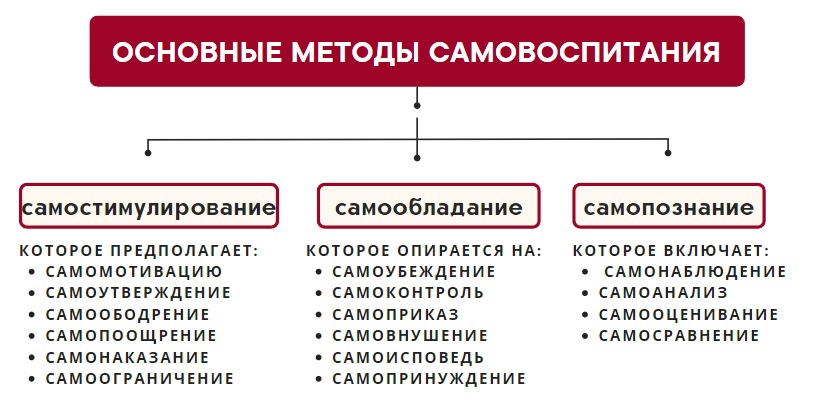 ОСНОВНЫЕ МЕТОДЫ САМОВОСПИТАНИЯ
самостимулирование
КОТОРОЕ ПРЕДПОЛАГАЕТ:
• САМОМОТИВАЦИЮ
• САМОУТВЕРЖДЕНИЕ
• САМООБОДРЕНИЕ
• САМОПООЩРЕНИЕ
• САМОНАКАЗАНИЕ
• САМООГРАНИЧЕНИЕ
самообладание
КОТОРОЕ ОПИРАЕТСЯ НА:
• САМОУБЕЖДЕНИЕ
• САМОКОНТРОЛЬ
• САМОПРИКАЗ
• САМОВНУШЕНИЕ
• САМОИСПОВЕДЬ
• САМОПРИНУЖДЕНИЕ
самопознание
КОТОРОЕ ВКЛЮЧАЕТ:
• САМОНАБЛЮДЕНИЕ
• САМОАНАЛИЗ
• САМООЦЕНИВАНИЕ
• САМОСРАВНЕНИЕ